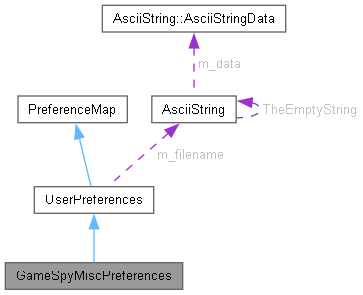 AsciiString::AsciiStringData
m_data
PreferenceMap
AsciiString
TheEmptyString
m_filename
UserPreferences
GameSpyMiscPreferences